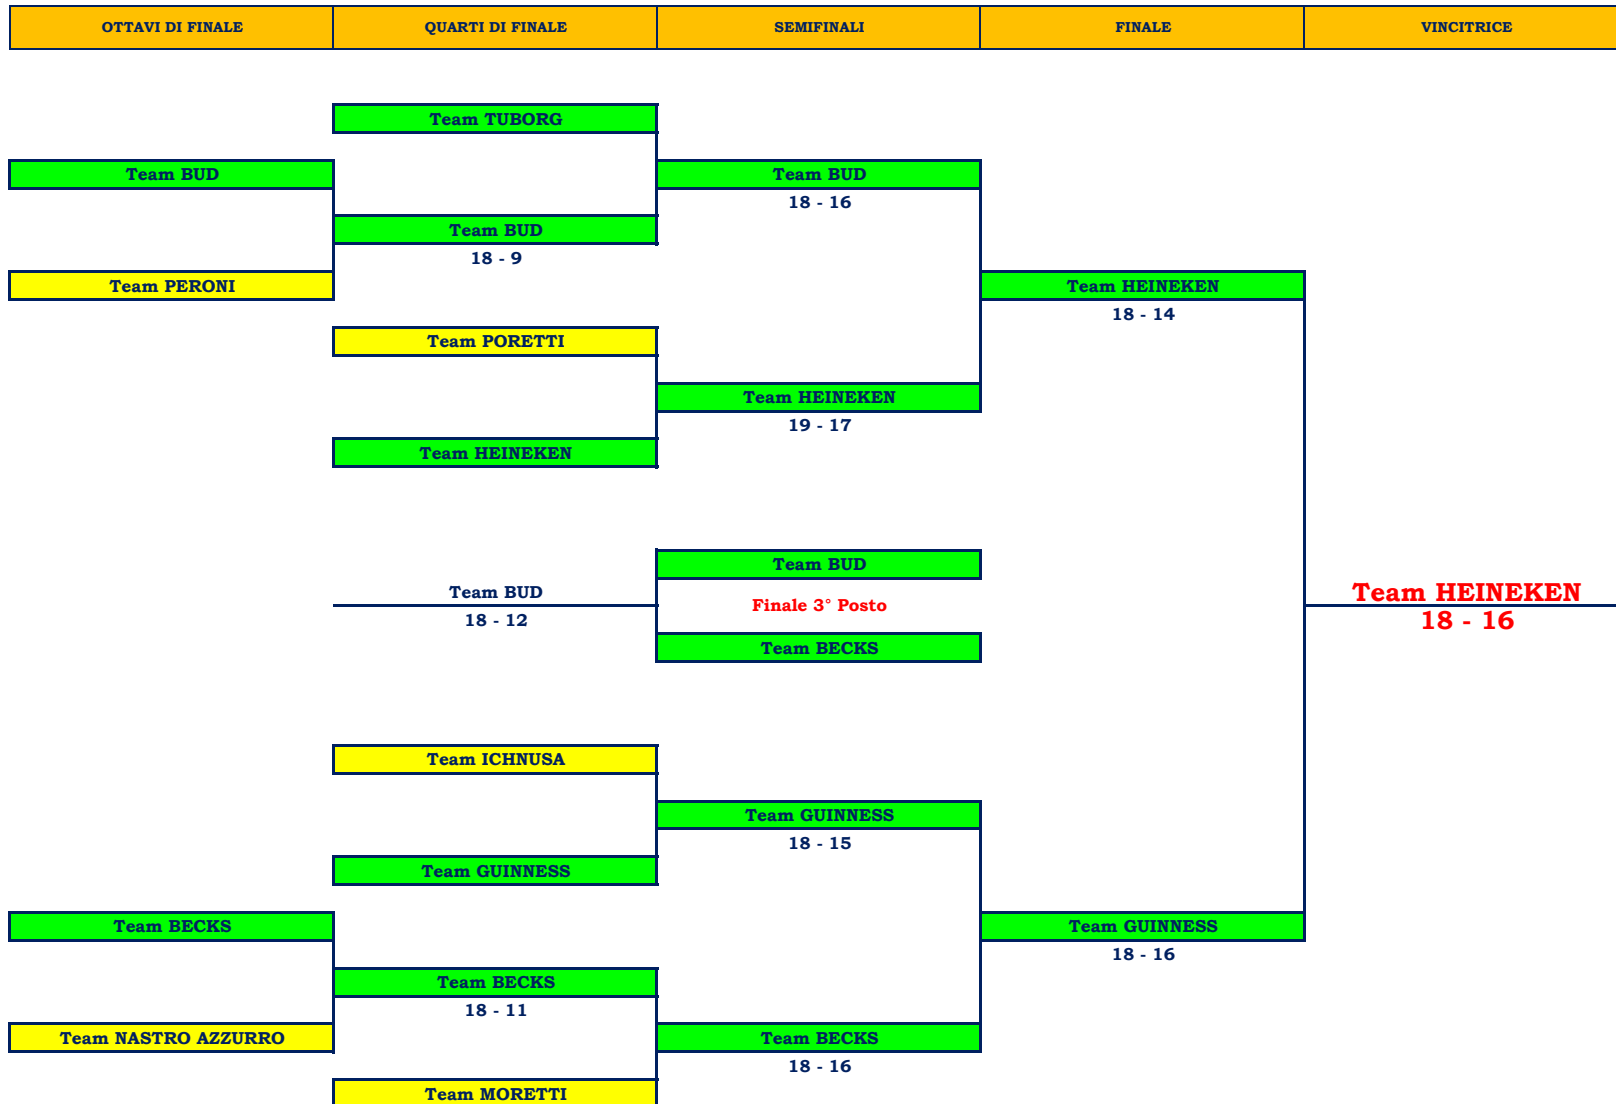 OTTAVI DI FINALE
QUARTI DI FINALE
SEMIFINALI
FINALE
VINCITRICE
Team TUBORG
Team BUD
Team BUD
18 - 16
Team BUD
18 - 9
Team PERONI
Team HEINEKEN
18 - 14
Team PORETTI
Team HEINEKEN
19 - 17
Team HEINEKEN
Team BUD
Team BUD
18 - 12
Finale 3° Posto
Team HEINEKEN
18 - 16
Team BECKS
Team ICHNUSA
Team GUINNESS
18 - 15
Team GUINNESS
Team BECKS
Team GUINNESS
18 - 16
Team BECKS
18 - 11
Team NASTRO AZZURRO
Team BECKS
18 - 16
Team MORETTI